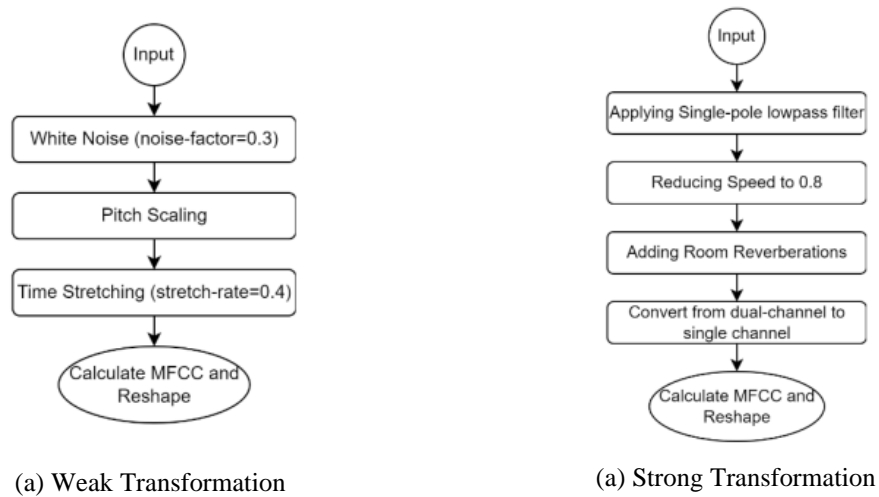 Input
White Noise (noise-factor=0.3)
Pitch Scaling
Time Stretching (stretch-rate=0.4)
Calculate MFCC and
Reshape
(a) Weak Transformation
Input
Applying Single-pole lowpass filter
Reducing Speed to 0.8
Adding Room Reverberations
Convert from dual-channel to
single channel
Calculate MFCC and
Reshape
(a) Strong Transformation